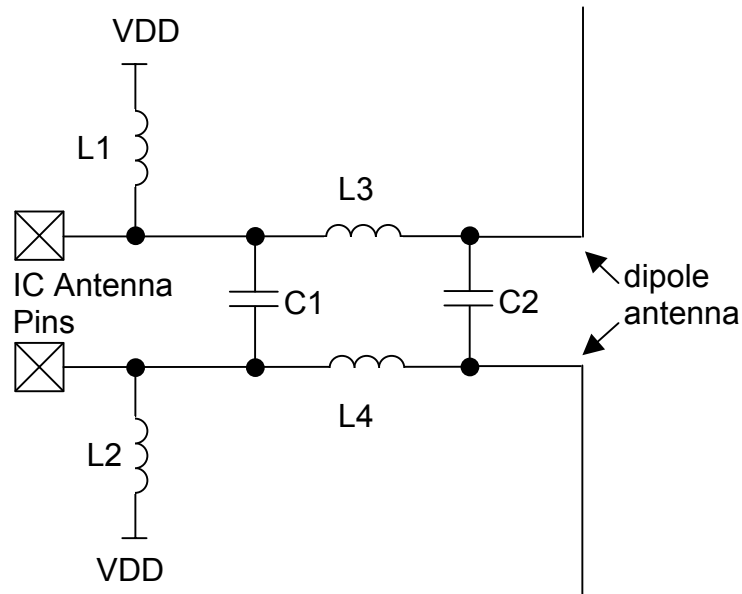 VDD
L1
L3
IC Antenna
Pins
C1
C2
dipole
antenna
L4
L2
VDD